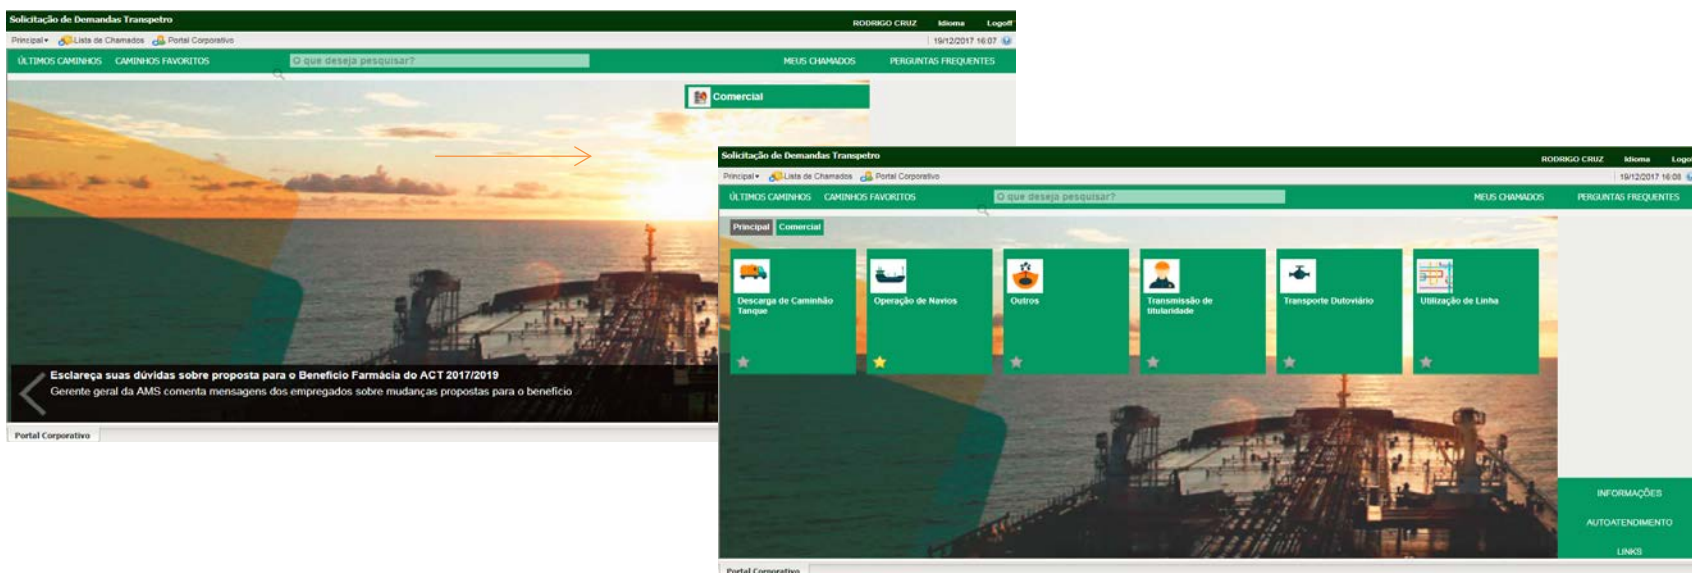 Solicitação de Demandas Transpetro
RODRIGO CRUZ Idioma Logoff
Principal Lista de Chamados Portal Corporativo
19/12/2017 16:07
ÚLTIMOS CAMINHOS CAMINHOS FAVORITOS O que deseja pesquisar? MEUS CHAMADOS PERGUNTAS FREQUENTES
Comercial
Esclareça suas dúvidas sobre proposta para o Benefício Farmácia do ACT 2017/2019
Gerente geral da AMS comenta mensagens dos empregados sobre mudanças propostas para o benefício
Portal Corporativo
Solicitação de Demandas Transpetro
RODRIGO CRUZ Idioma Logo
Principal Lista de Chamados Portal Corporativo
19/12/2017 16:08
ÚLTIMOS CAMINHOS CAMINHOS FAVORITOS O que deseja pesquisar? MEUS CHAMADOS PERGUNTAS FREQUENTES
Principal Comercial
Descarga de Caminhão
Tanque
Operação de Navios
Outros
Transmissão de
titularidade
Transporte Dutoviário
Utilização de Linha
INFORMAÇÕES
AUTOATENDIMENTO
LINKS
Portal Corporativo